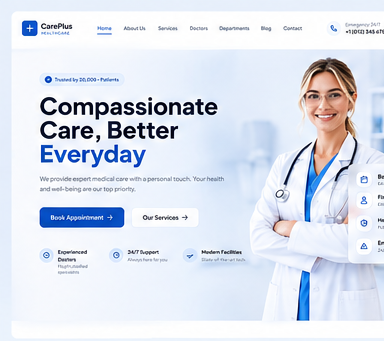 CarePlus
HEALTHCARE
Home About Us Services Doctors Departments Blog Contact
Emergency 24/7
Trusted by 20,000+ Patients
Compassionate
Care, Better
Everyday
We provide expert medical care with a personal touch. Your health
and well-being are our top priority.
Book Appointment → Our Services →
Experienced
Doctors
Highly qualified
specialists
24/7 Support
Always here for you
Modern Facilities
State-of-the-art tech.